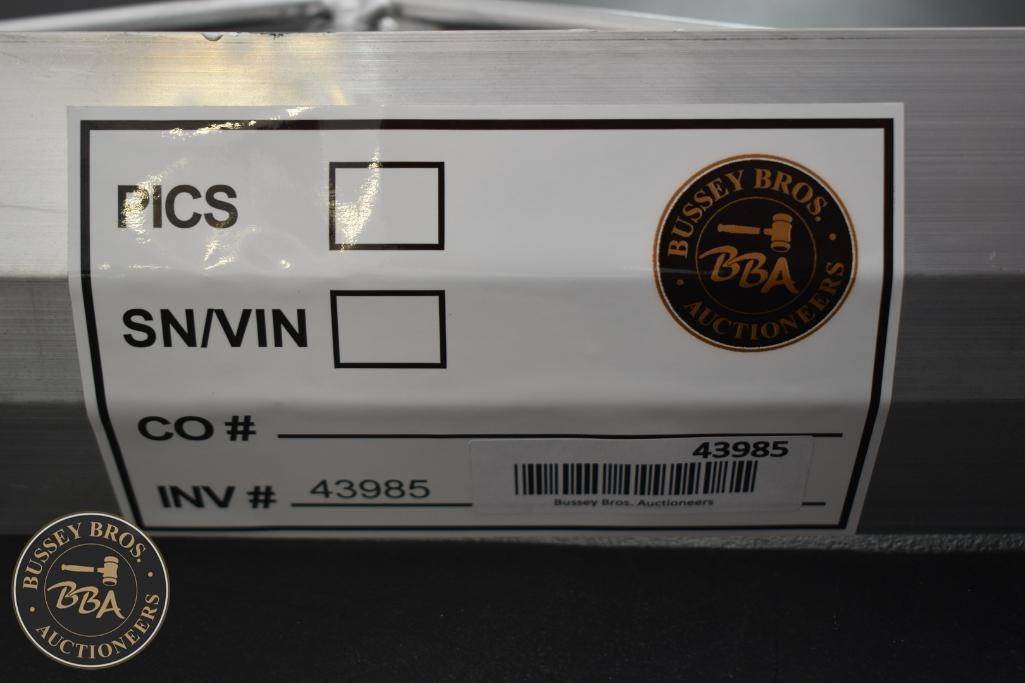 PICS
BUSSEY BROS.
BBA
AUCTIONEERS
SN/VIN
CO #
43985
INV # 43985
Bussey Bros. Auctioneers
BUSSEY BROS.
BBA
AUCTIONEERS